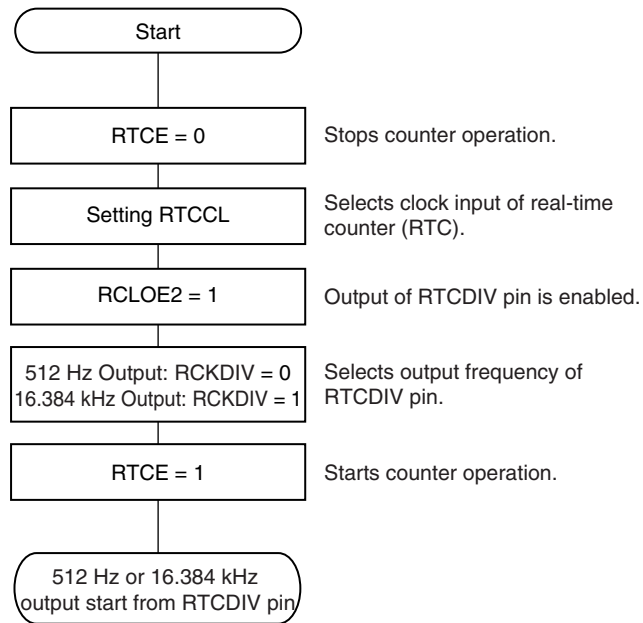 Start
RTCE = 0
Stops counter operation.
Setting RTCCL
Selects clock input of real-time
counter (RTC).
RCLOE2 = 1
Output of RTCDIV pin is enabled.
512 Hz Output: RCKDIV = 0
16.384 kHz Output: RCKDIV = 1
Selects output frequency of
RTCDIV pin.
RTCE = 1
Starts counter operation.
512 Hz or 16.384 kHz
output start from RTCDIV pin